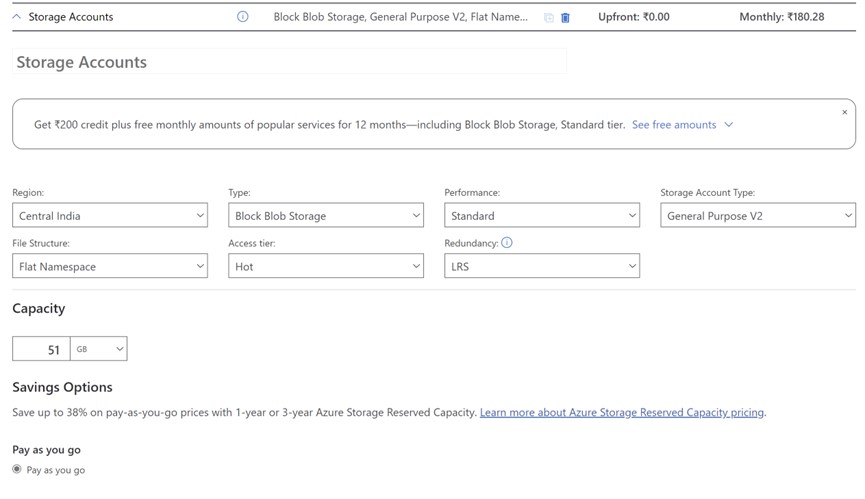 Storage Accounts Block Blob Storage, General Purpose V2, Flat Name... Upfront: ₹0.00 Monthly: ₹180.28
Storage Accounts
Get ₹200 credit plus free monthly amounts of popular services for 12 months—including Block Blob Storage, Standard tier. See free amounts
Region: Type: Performance: Storage Account Type:
Central India Block Blob Storage Standard General Purpose V2
File Structure: Access tier: Redundancy:
Flat Namespace Hot LRS
Capacity
51 GB
Savings Options
Save up to 38% on pay-as-you-go prices with 1-year or 3-year Azure Storage Reserved Capacity. Learn more about Azure Storage Reserved Capacity pricing.
Pay as you go
Pay as you go